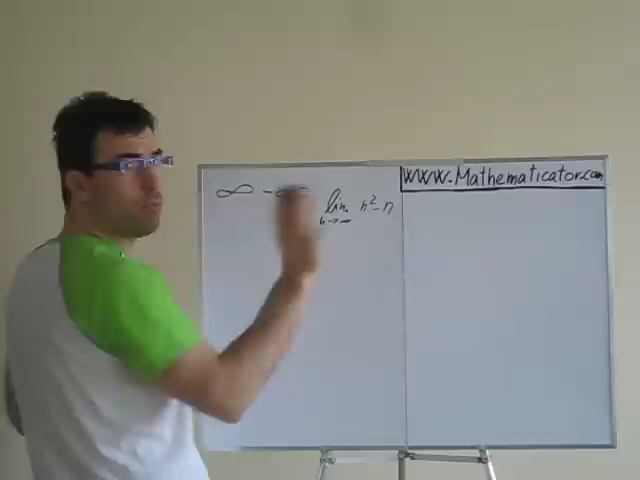 ∞ - ∞ lim n² - n
n → ∞
www.Mathematicator.com